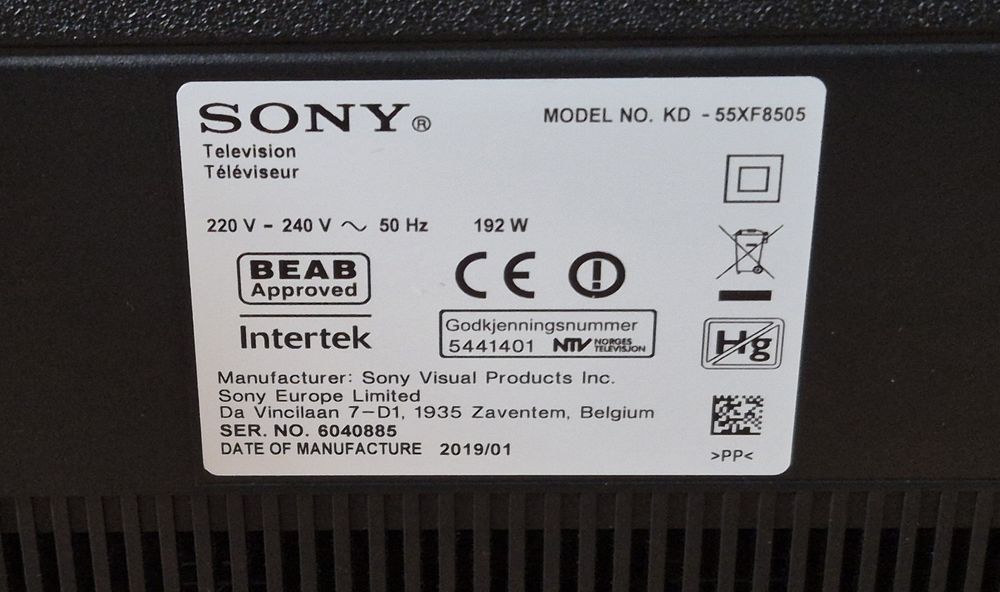 SONY®
MODEL NO. KD - 55XF8505
Television
Téléviseur
220 V - 240 V ~ 50 Hz 192 W
BEAB
Approved
CE
Intertek
Godkjenningsnummer
5441401 NTV NORGES TELEVISJON
Hg
Manufacturer: Sony Visual Products Inc.
Sony Europe Limited
Da Vincilaan 7-D1, 1935 Zaventem, Belgium
SER. NO. 6040885
DATE OF MANUFACTURE 2019/01
>PP<